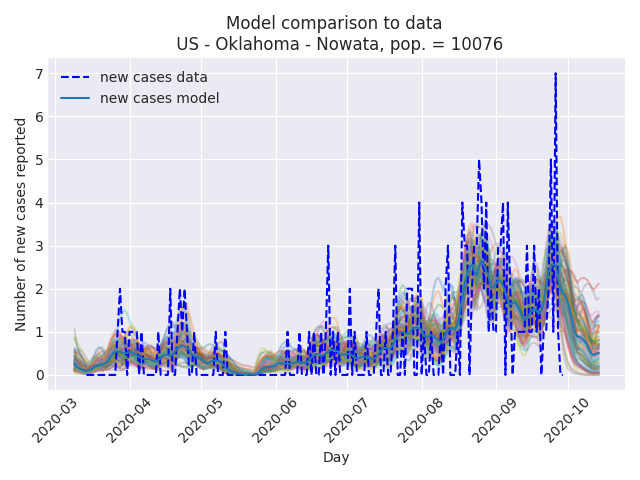 Model comparison to data
US - Oklahoma - Nowata, pop. = 10076
new cases data
new cases model
Number of new cases reported
7
6
5
4
3
2
1
0
2020-03
2020-04
2020-05
2020-06
2020-07
2020-08
2020-09
2020-10
Day